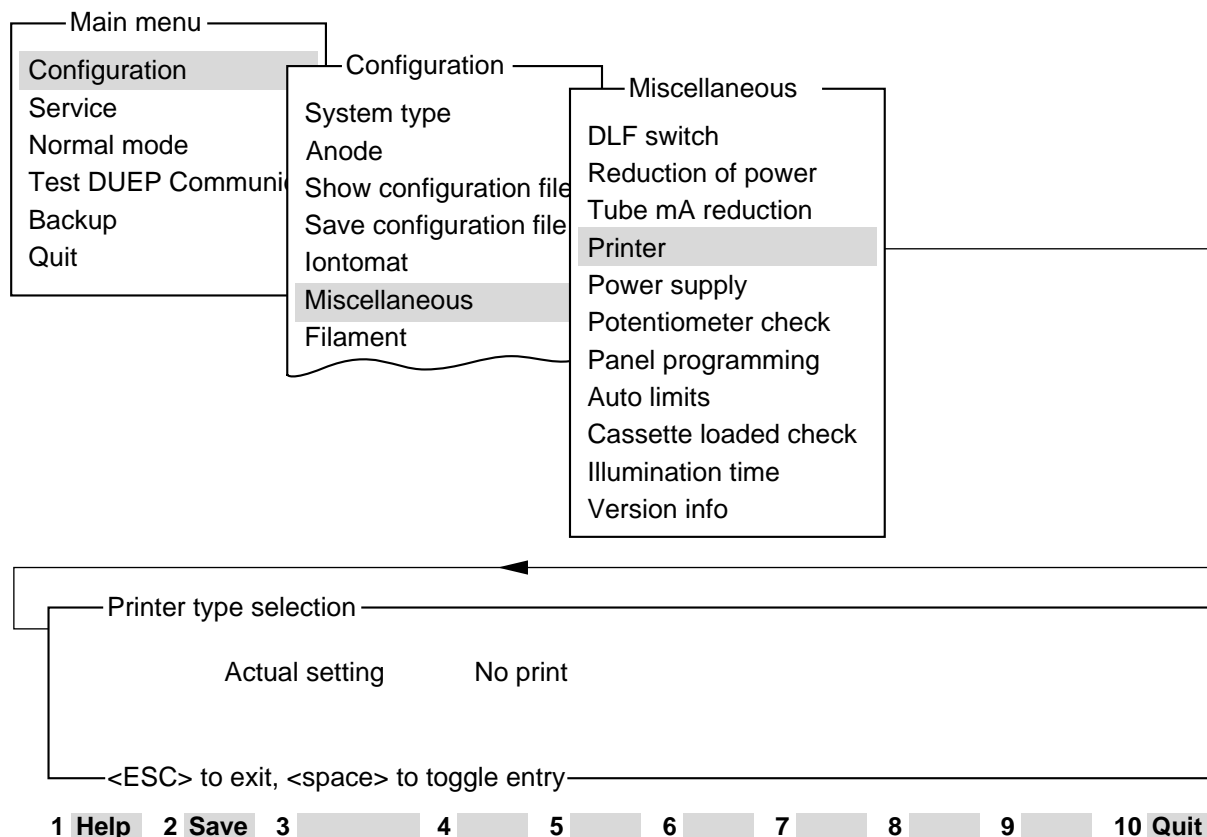 Main menu
Configuration
Service
Normal mode
Test DUEP Communi
Backup
Quit
Configuration
System type
Anode
Show configuration file
Save configuration file
Iontomat
Miscellaneous
Filament
Miscellaneous
DLF switch
Reduction of power
Tube mA reduction
Printer
Power supply
Potentiometer check
Panel programming
Auto limits
Cassette loaded check
Illumination time
Version info
Printer type selection
Actual setting No print
<ESC> to exit, <space> to toggle entry
1 Help 2 Save 3 4 5 6 7 8 9 10 Quit